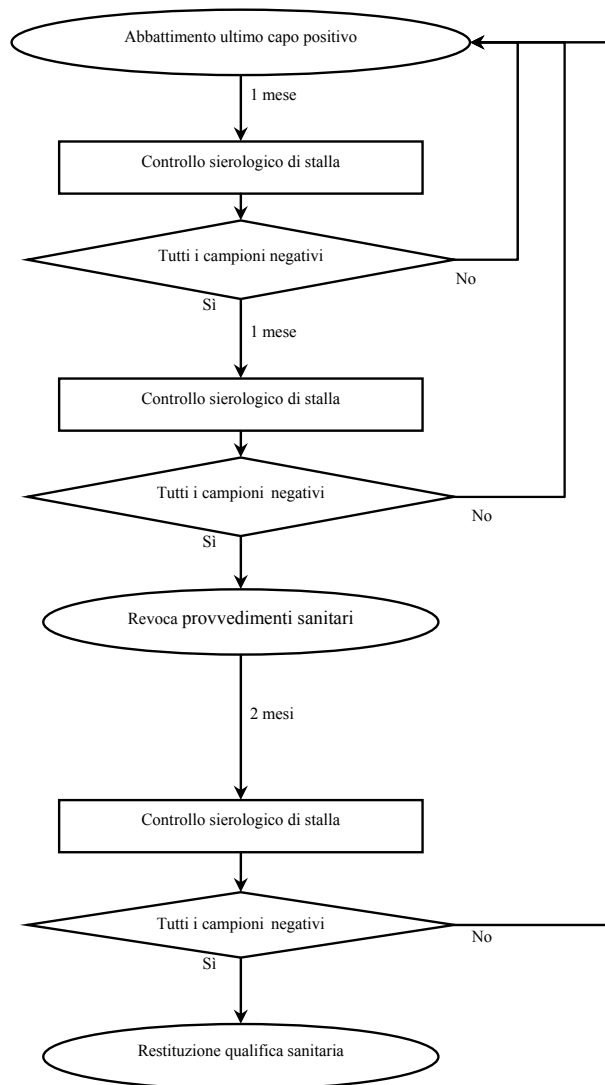 Abbattimento ultimo capo positivo
1 mese
Controllo sierologico di stalla
Tutti i campioni negativi
No
Sì
1 mese
Controllo sierologico di stalla
Tutti i campioni negativi
No
Sì
Revoca provvedimenti sanitari
2 mesi
Controllo sierologico di stalla
Tutti i campioni negativi
No
Sì
Restituzione qualifica sanitaria